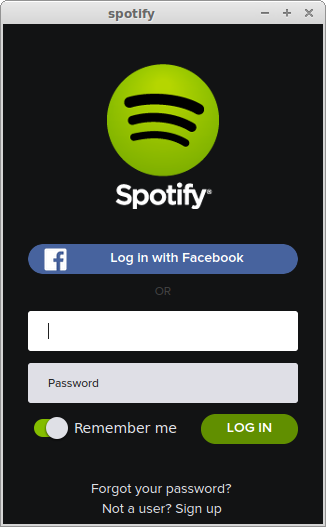 spotify
Spotify®
Log in with Facebook
OR
Password
Remember me
LOG IN
Forgot your password?
Not a user? Sign up